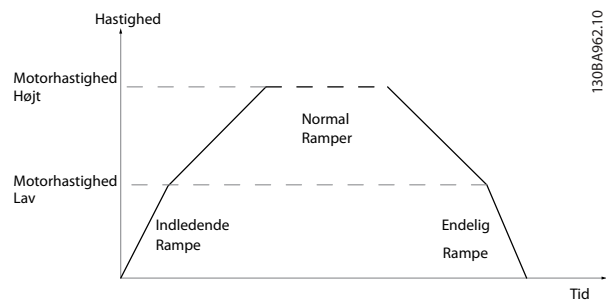 Hastighed
130BA962.10
Motorhastighed
Højt
Normal
Ramper
Motorhastighed
Lav
Indledende
Rampe
Endelig
Rampe
Tid